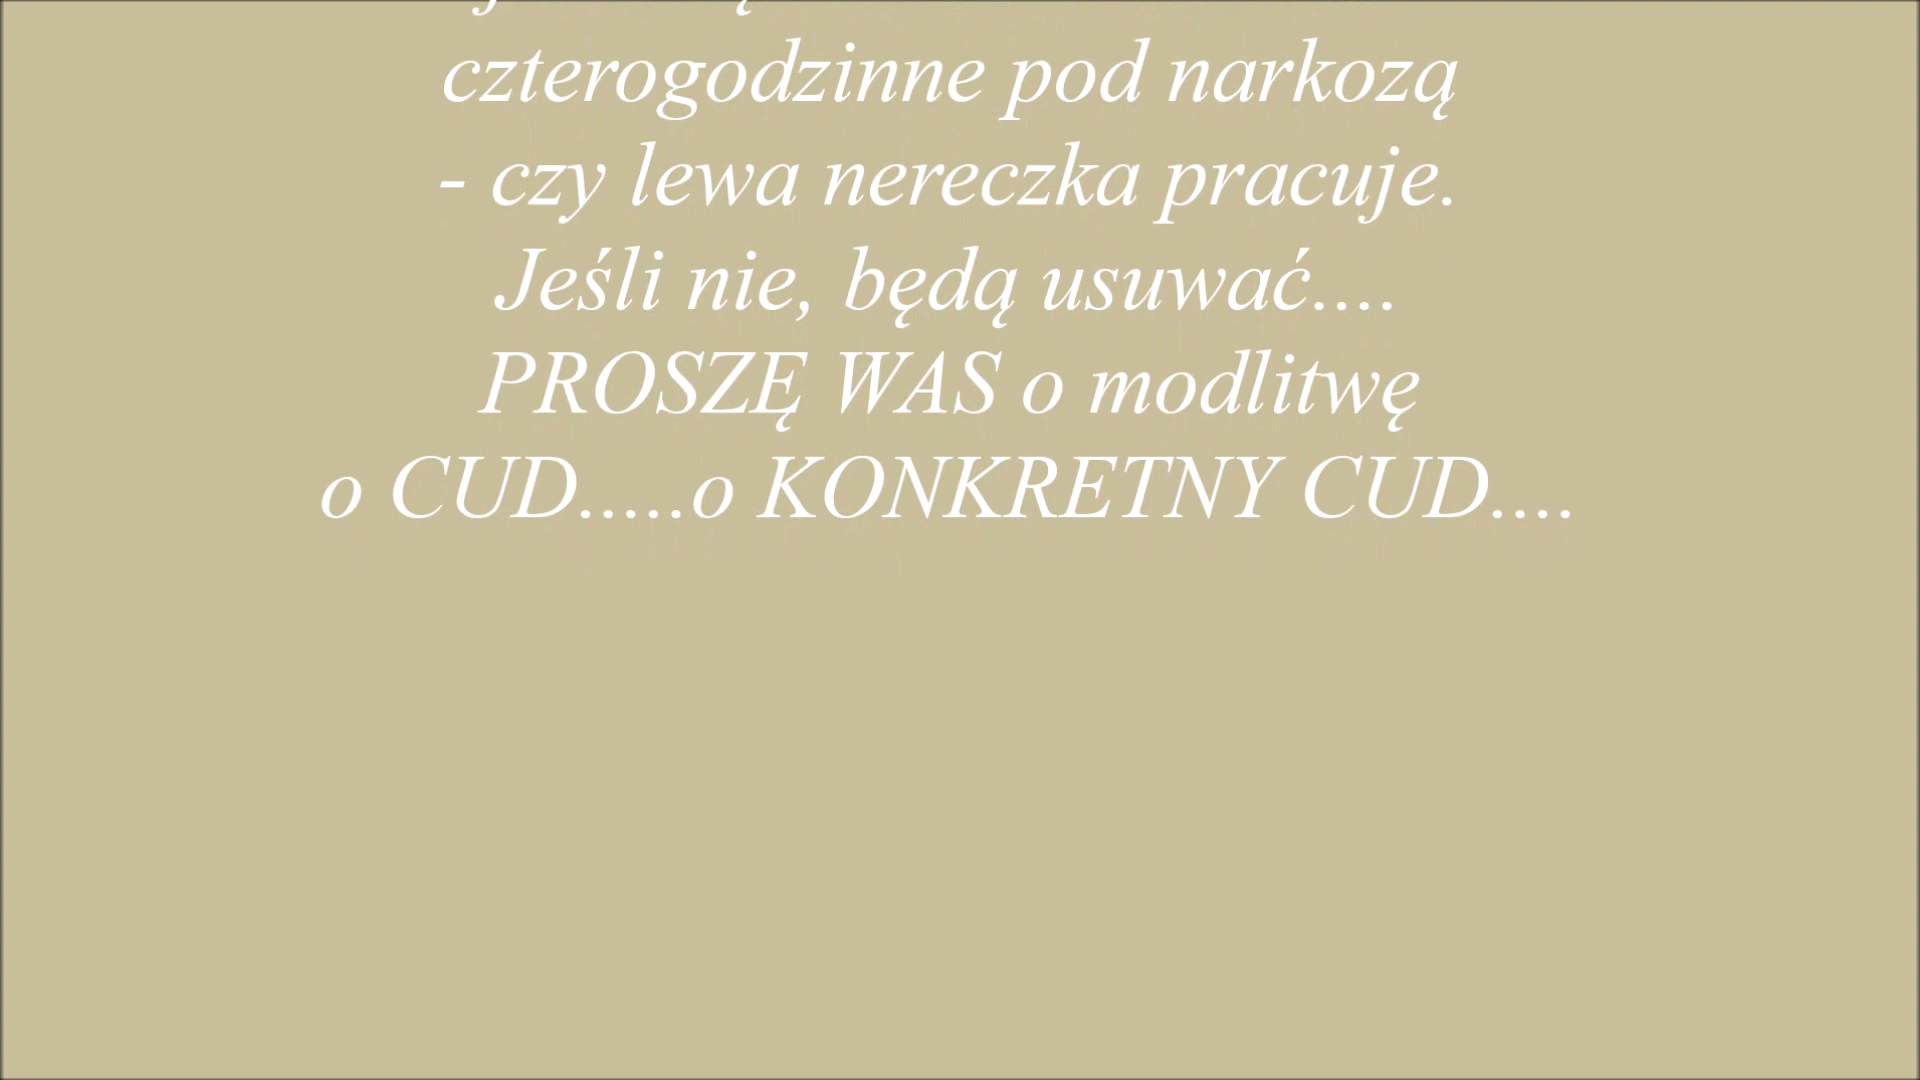 czterogodzinne pod narkozą
- czy lewa nereczka pracuje.
Jeśli nie, będą usuwać....
PROSZĘ WAS o modlitwę
o CUD.....o KONKRETNY CUD....